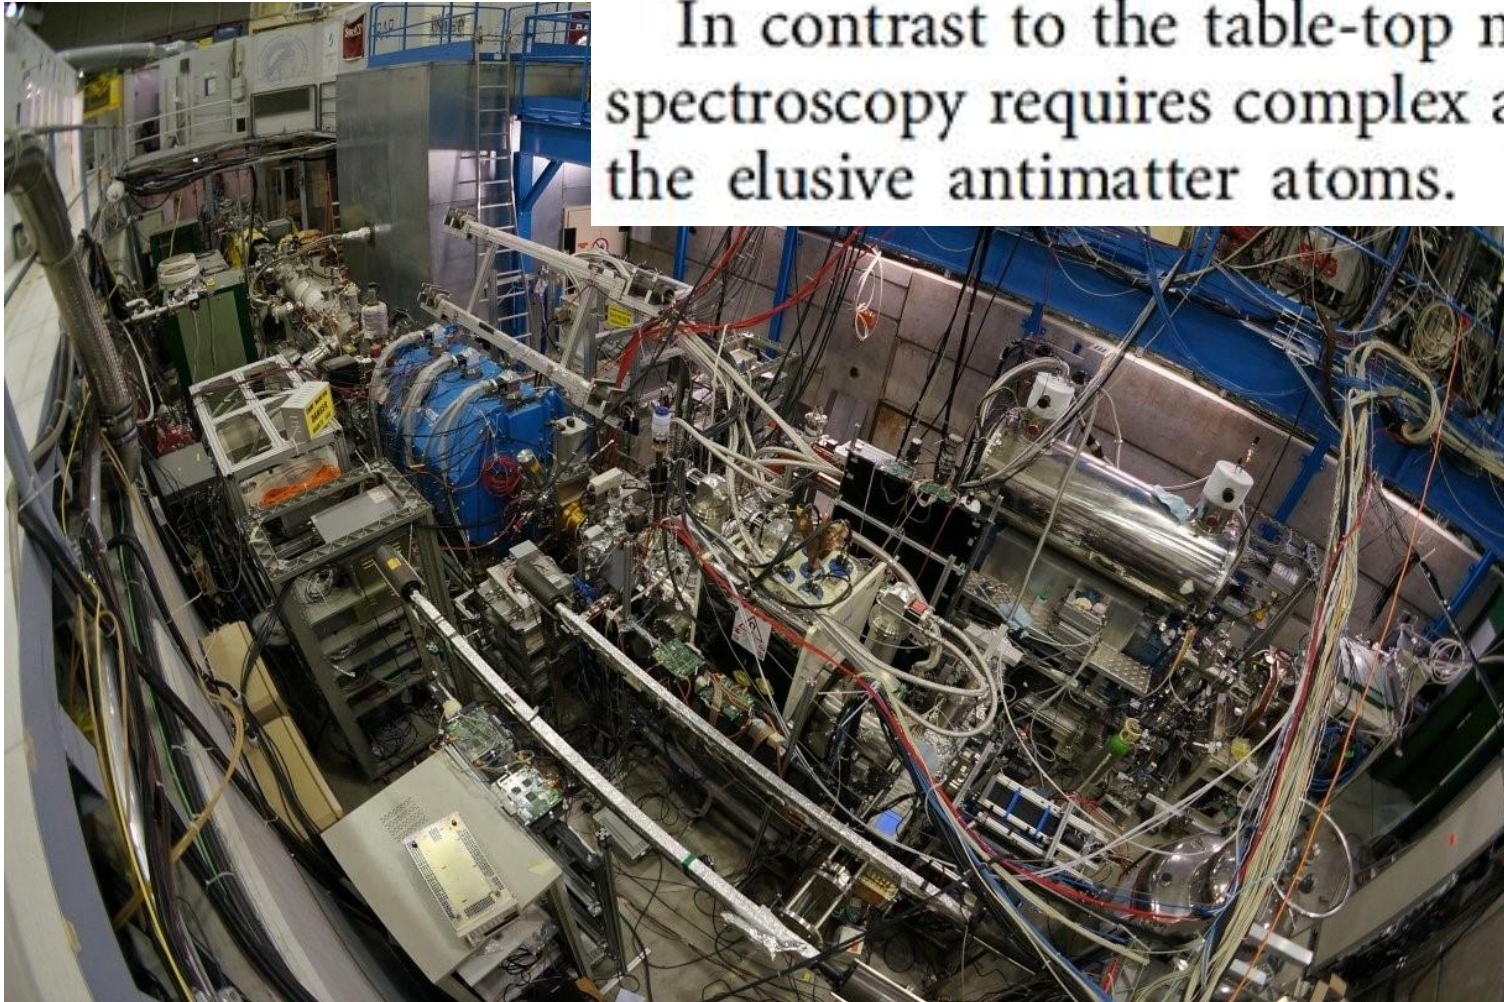 In contrast to the table-top
spectroscopy requires complex
the elusive antimatter atoms.